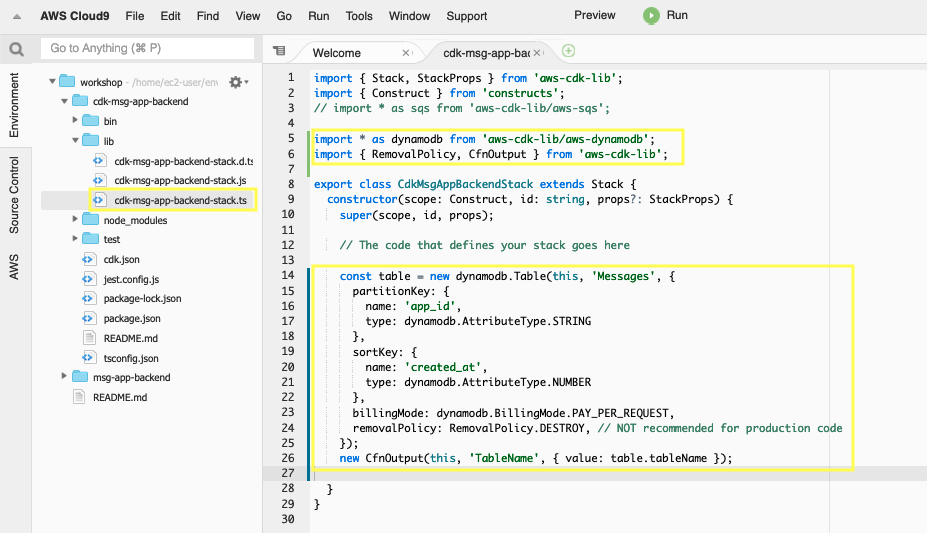 AWS Cloud9 File Edit Find View Go Run Tools Window Support Preview Run
Go to Anything (⌘ P)
Welcome
cdk-msg-app-bac
Environment
Source Control
AWS
workshop - /home/ec2-user/env
cdk-msg-app-backend
bin
lib
cdk-msg-app-backend-stack.d.ts
cdk-msg-app-backend-stack.js
cdk-msg-app-backend-stack.ts
node_modules
test
cdk.json
jest.config.js
package-lock.json
package.json
README.md
tsconfig.json
msg-app-backend
README.md
1 import { Stack, StackProps } from 'aws-cdk-lib';
2 import { Construct } from 'constructs';
3 // import * as sqs from 'aws-cdk-lib/aws-sqs';
4
5 import * as dynamodb from 'aws-cdk-lib/aws-dynamodb';
6 import { RemovalPolicy, CfnOutput } from 'aws-cdk-lib';
7
8 export class CdkMsgAppBackendStack extends Stack {
9 constructor(scope: Construct, id: string, props?: StackProps) {
10 super(scope, id, props);
11
12 // The code that defines your stack goes here
13
14 const table = new dynamodb.Table(this, 'Messages', {
15 partitionKey: {
16 name: 'app_id',
17 type: dynamodb.AttributeType.STRING
18 },
19 sortKey: {
20 name: 'created_at',
21 type: dynamodb.AttributeType.NUMBER
22 },
23 billingMode: dynamodb.BillingMode.PAY_PER_REQUEST,
24 removalPolicy: RemovalPolicy.DESTROY, // NOT recommended for production code
25 });
26 new CfnOutput(this, 'TableName', { value: table.tableName });
27
28 }
29 }
30